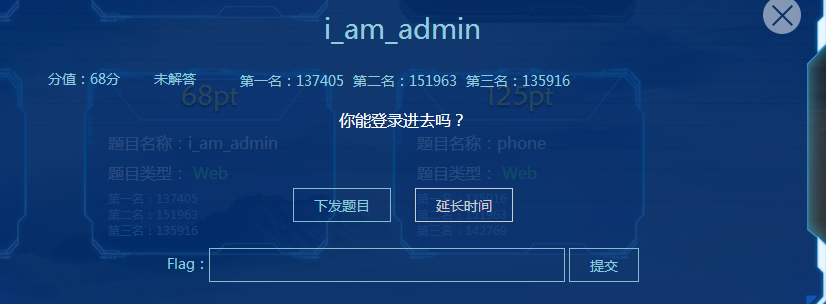 i_am_admin
分值：68分 未解答 第一名：137405 第二名：151963 第三名：135916
68pt 125pt
你能登录进去吗？
题目名称：i_am_admin 题目名称：phone
题目类型： Web 题目类型： Web
下发题目 延长时间
第一名：137405
第二名：151963
第三名：135916 第三名：142769
Flag： 提交